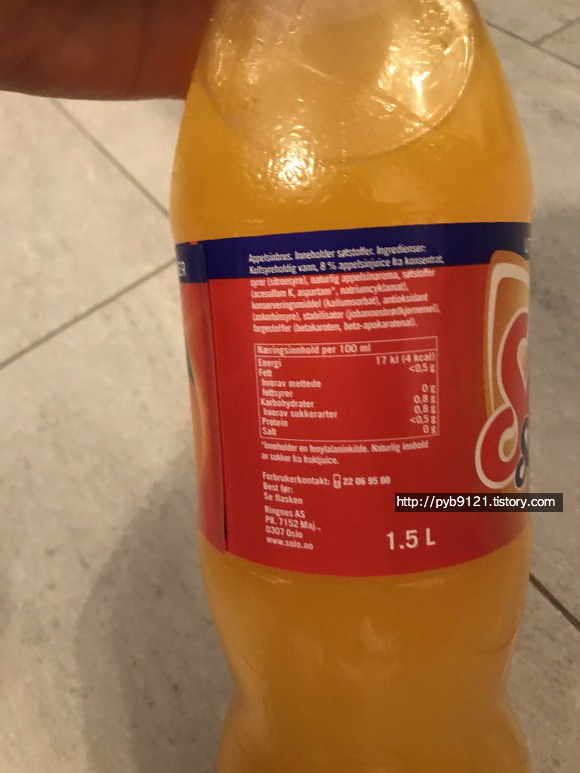 ER
Appelsinbrus. Inneholder søtstoffer. Ingredienser:
Kullsyreholdig vann, 8 % appelsinjuice fra konsentrat,
syrer (sitronsyre), naturlig appelsinaroma, søtstoffer
(acesulfam K, aspartam*, natriumcyklamat),
konserveringsmiddel (kaliumsorbat), antioksidant
(askorbinsyre), stabilisator (johannesbrødkjernemel),
fargestoffer (betakaroten, beta-apokarotenal).
Næringsinnhold per 100 ml
Energi 17 kJ (4 kcal)
Fett <0,5 g
hvorav mettede
fettsyrer 0 g
Karbohydrater 0,8 g
hvorav sukkerarter 0,8 g
Protein <0,5 g
Salt 0 g
*Inneholder en fenylalaninkilde. Naturlig innhold
av sukker fra fruktjuice.
Forbrukerkontakt: 22 06 95 00
Best før:
Se flasken
Ringnes AS
PB. 7152 Maj.,
0307 Oslo
www.solo.no
1.5 L
http://pyb9121.tistory.com